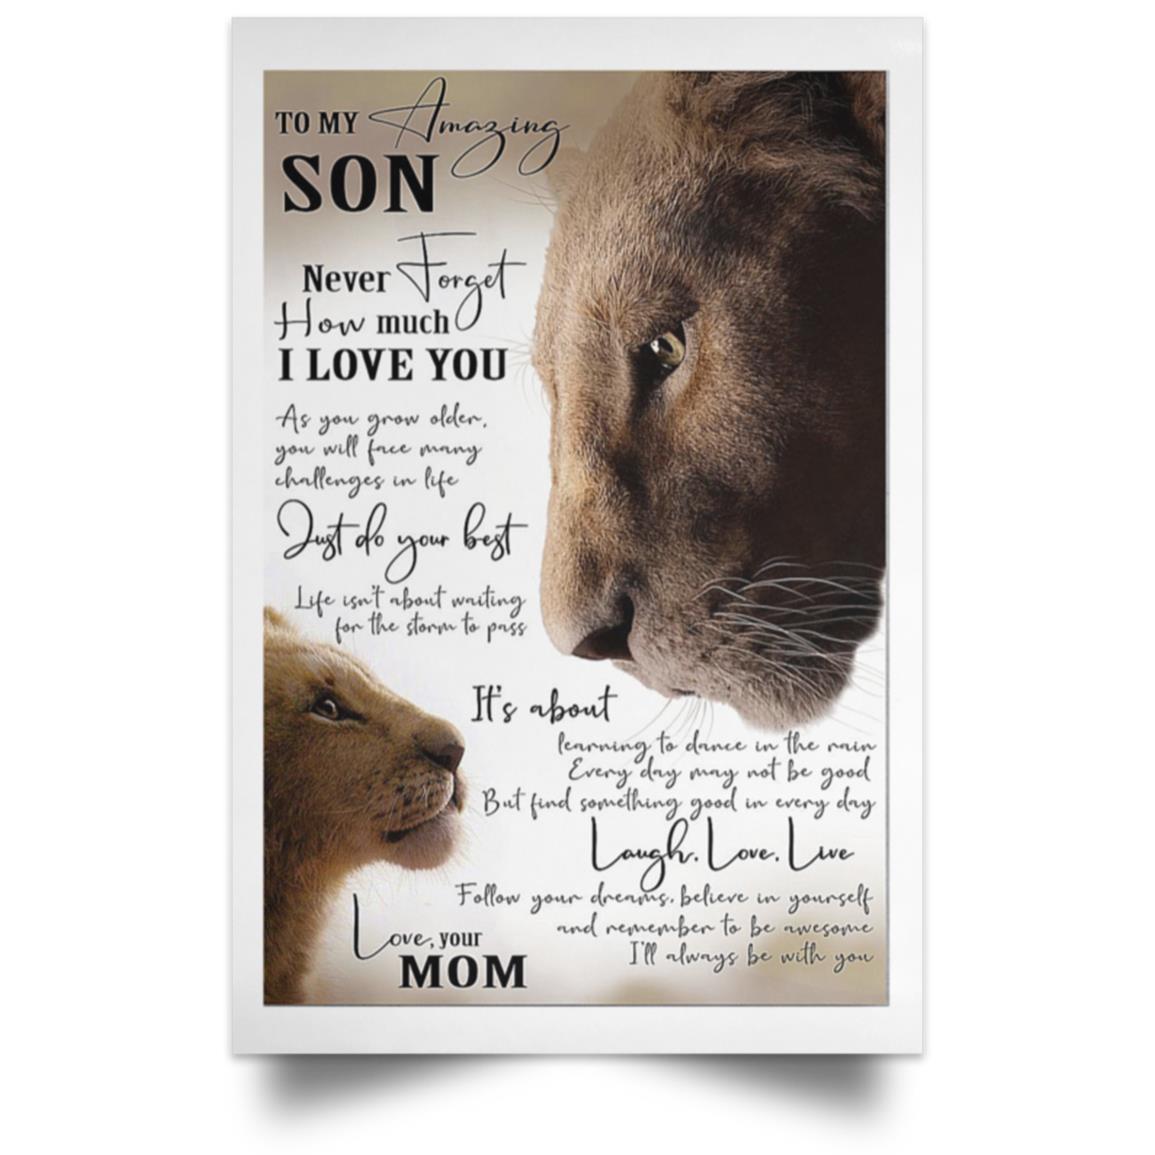 TO MY Amazing
SON
Never Forget
How much
I LOVE YOU
As you grow older,
you will face many
challenges in life
Just do your best
Life isn't about waiting
for the storm to pass
It's about
learning to dance in the rain
Every day may not be good
But find something good in every day
Laugh. Love. Live
Follow your dreams, believe in yourself
and remember to be awesome
I'll always be with you
Love, your
MOM